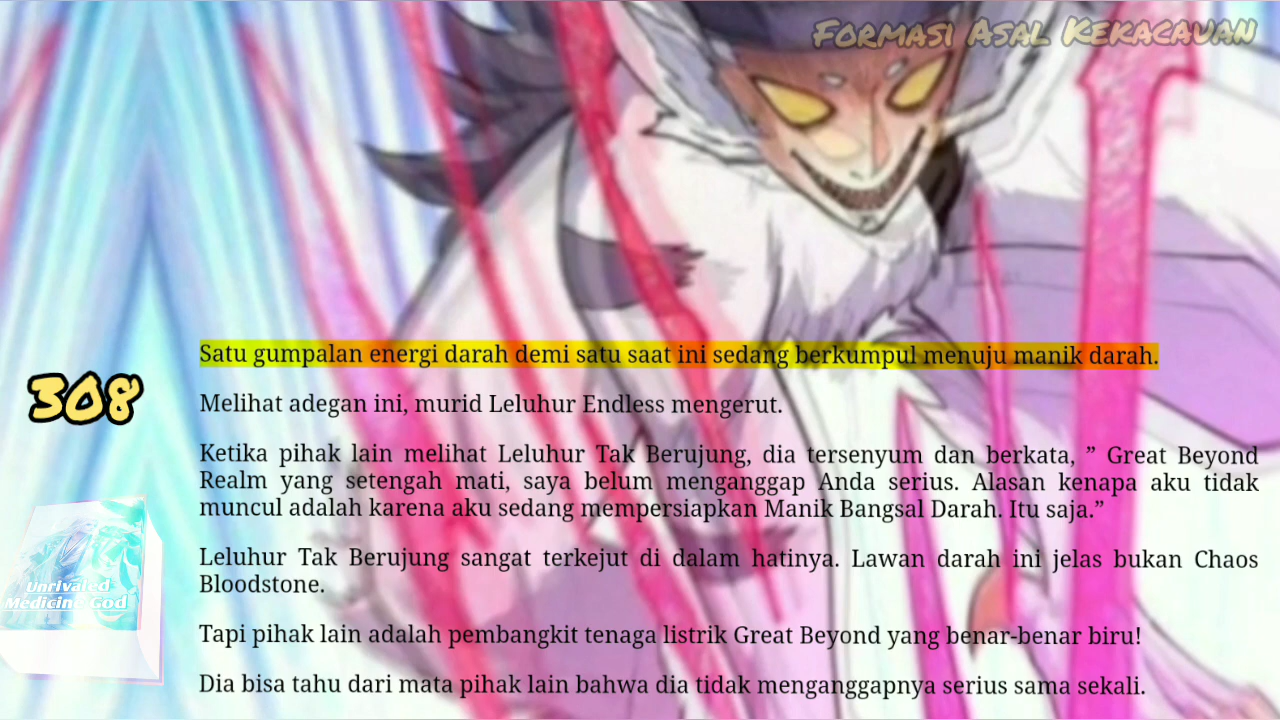 Formasi Asal Kekacauan
Satu gumpalan energi darah demi satu saat ini sedang berkumpul menuju manik darah.
308
Melihat adegan ini, murid Leluhur Endless mengerut.
Ketika pihak lain melihat Leluhur Tak Berujung, dia tersenyum dan berkata, ” Great Beyond
Realm yang setengah mati, saya belum menganggap Anda serius. Alasan kenapa aku tidak
muncul adalah karena aku sedang mempersiapkan Manik Bangsal Darah. Itu saja.”
Leluhur Tak Berujung sangat terkejut di dalam hatinya. Lawan darah ini jelas bukan Chaos
Bloodstone.
Unrivaled
Medicine God
Tapi pihak lain adalah pembangkit tenaga listrik Great Beyond yang benar-benar biru!
Dia bisa tahu dari mata pihak lain bahwa dia tidak menganggapnya serius sama sekali.